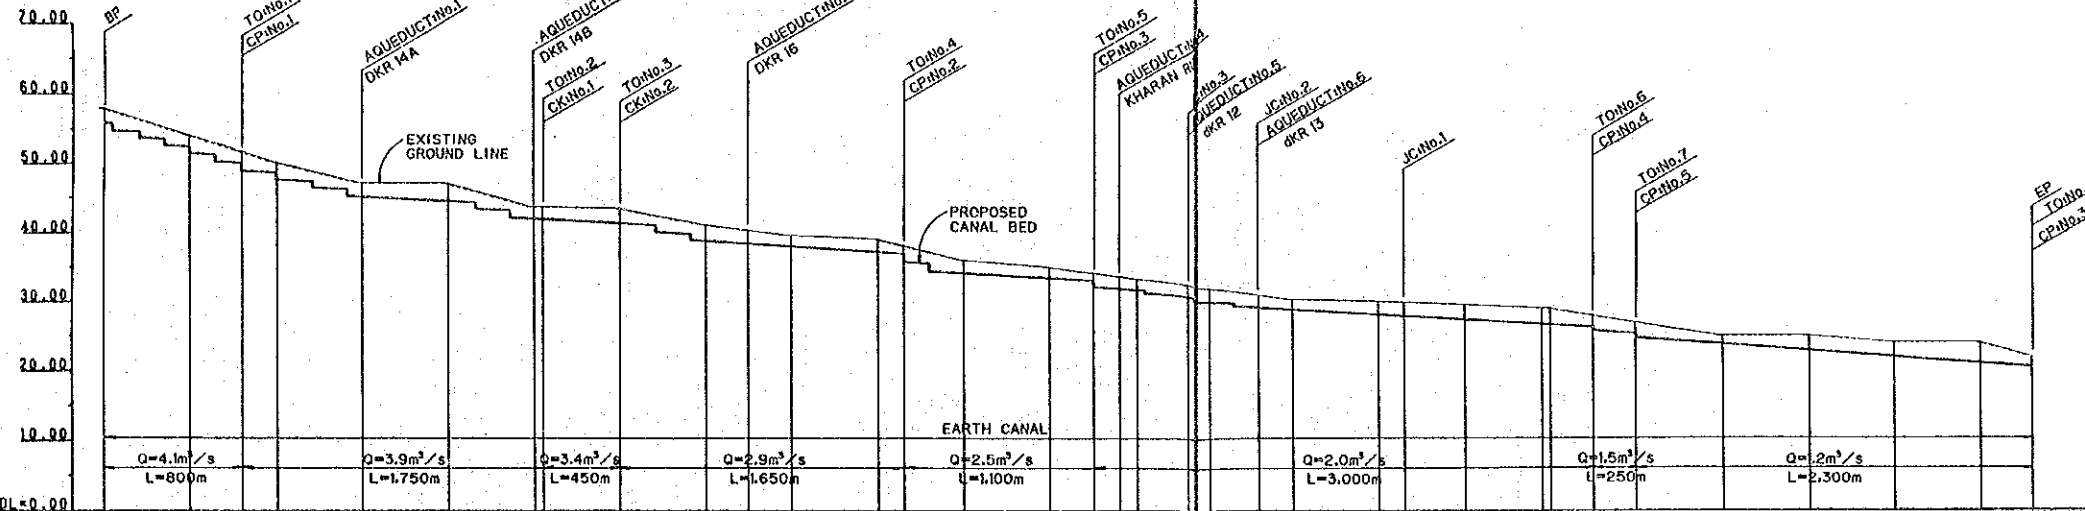 70.00
60.00
50.00
40.00
30.00
20.00
10.00
DL=0.00
BP
CP:No.1
AQUEDUCT:No.1
DKR 14A
DKR 14B
TO:No.2
CK:No.1
TO:No.3
CK:No.2
DKR 16
TO:No.4
CP:No.2
TO:No.5
CP:No.3
KHARAN
dKR 12
JC:No.2
AQUEDUCT:No.6
dKR 13
JC:No.1
TO:No.6
CP:No.4
TO:No.7
CP:No.5
EP
EXISTING
GROUND LINE
PROPOSED
CANAL BED
EARTH CANAL
Q=4.1m³/s
L=800m
Q=3.9m³/s
L=1,750m
Q=3.4m³/s
L=450m
Q=2.9m³/s
L=1,650m
Q=2.5m³/s
L=1,100m
Q=2.0m³/s
L=3,000m
Q=1.5m³/s
L=250m
Q=1.2m³/s
L=2,300m